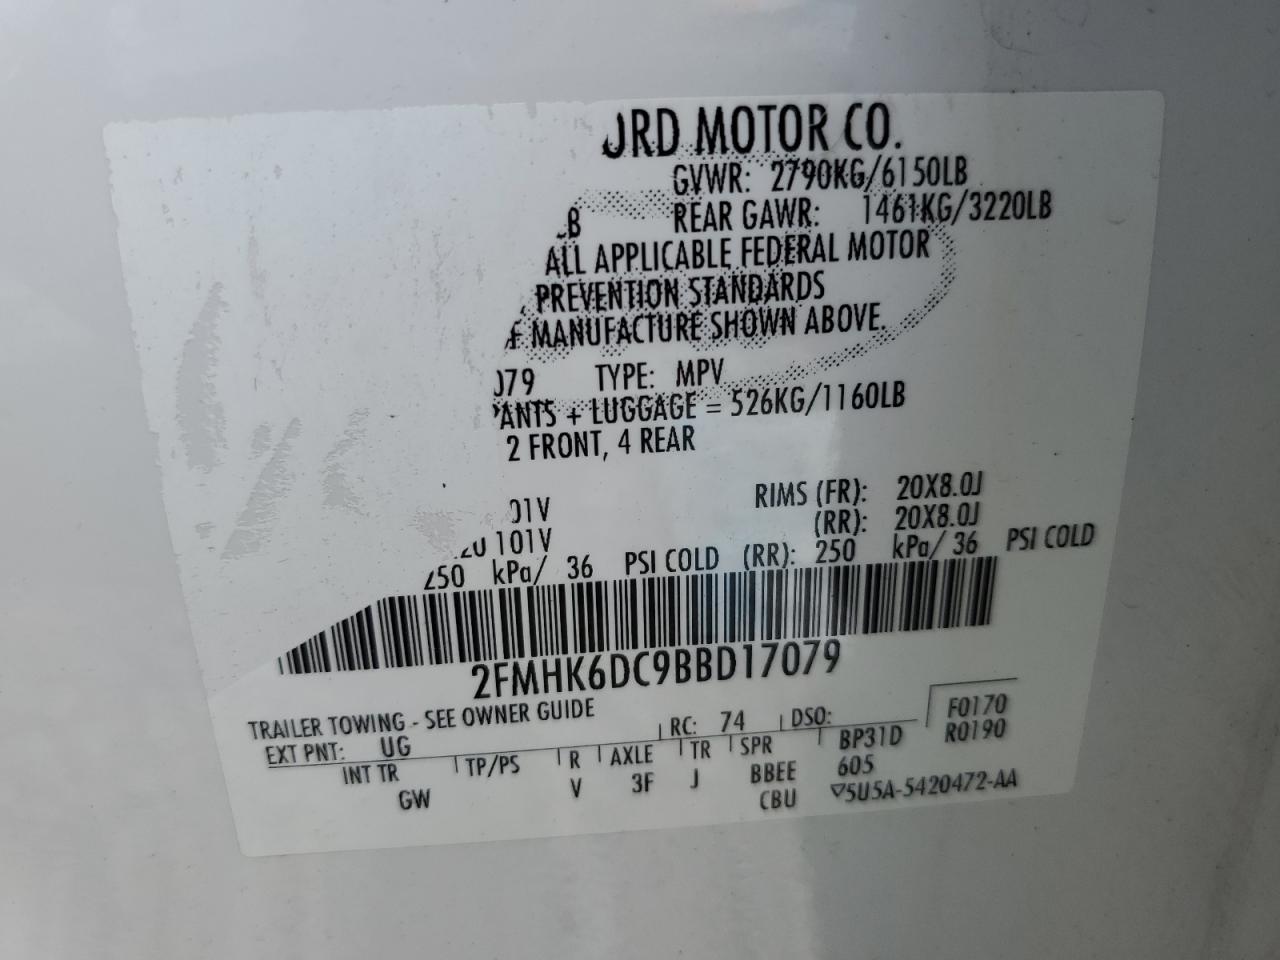 ORD MOTOR CO.
GVWR: 2790KG/6150LB
LB REAR GAWR: 1461KG/3220LB
ALL APPLICABLE FEDERAL MOTOR
PREVENTION STANDARDS
F MANUFACTURE SHOWN ABOVE.
079 TYPE: MPV
PANTS + LUGGAGE = 526KG/1160LB
2 FRONT, 4 REAR
01V RIMS (FR): 20X8.0J
20 101V (RR): 20X8.0J
250 kPa/ 36 PSI COLD (RR): 250 kPa/ 36 PSI COLD
2FMHK6DC9BBD17079
TRAILER TOWING - SEE OWNER GUIDE
EXT PNT: UG RC: 74 DSO: F0170
INT TR TP/PS R AXLE TR SPR BP31D R0190
GW V 3F J BBEE 605
CBU ▽5U5A-5420472-AA